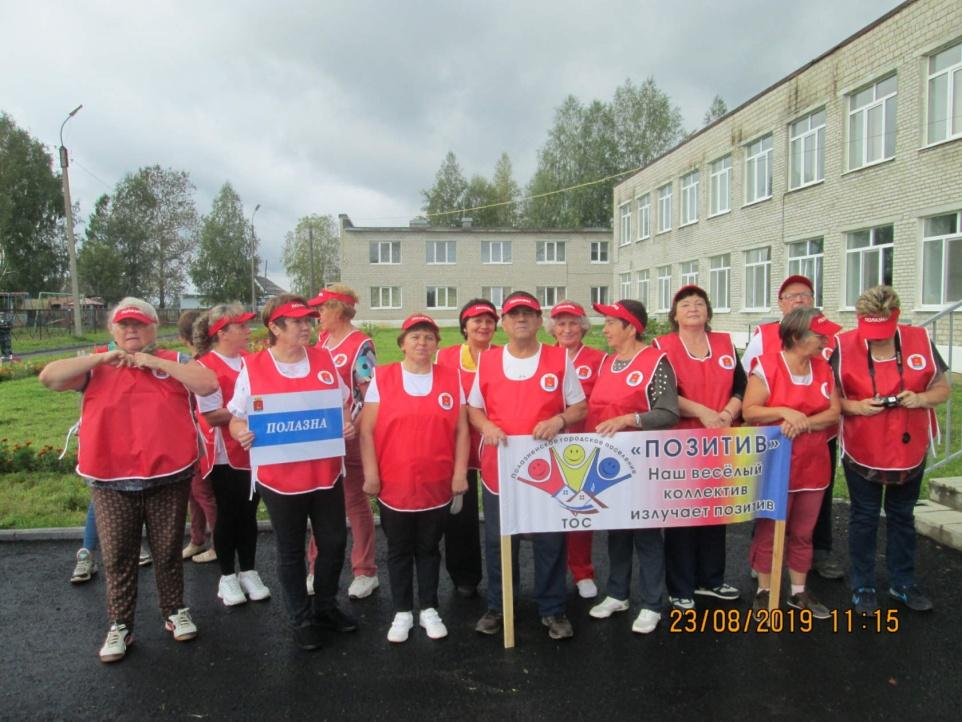 ПОЛАЗНА
Полазненское городское поселение
ТОС
«ПОЗИТИВ»
Наш весёлый
коллектив
излучает позитив
23/08/2019 11:15